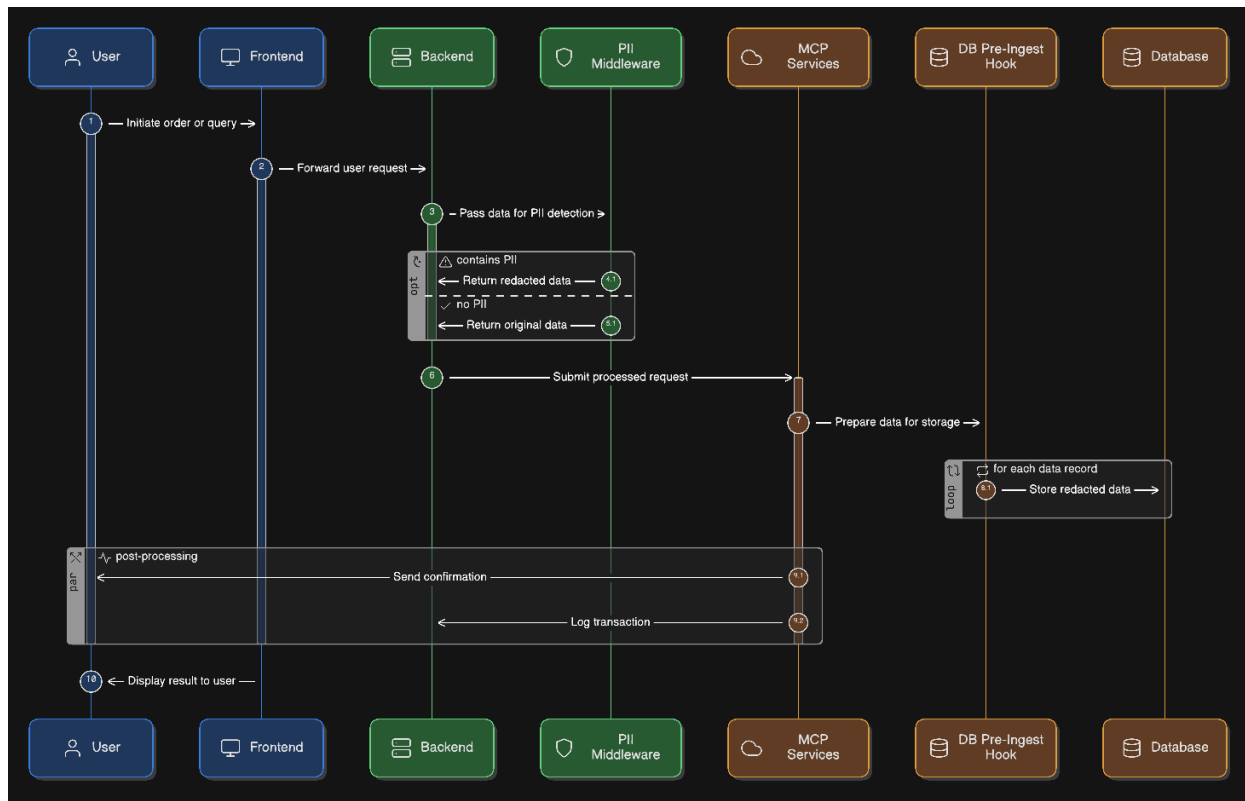 User
Frontend
Backend
PII
Middleware
MCP
Services
DB Pre-Ingest
Hook
Database
1
Initiate order or query
2
Forward user request
3
Pass data for PII detection
opt
contains PII
Return redacted data
4.1
no PII
Return original data
5.1
6
Submit processed request
7
Prepare data for storage
loop
for each data record
8.1
Store redacted data
par
post-processing
Send confirmation
9.1
Log transaction
9.2
10
Display result to user
User
Frontend
Backend
PII
Middleware
MCP
Services
DB Pre-Ingest
Hook
Database